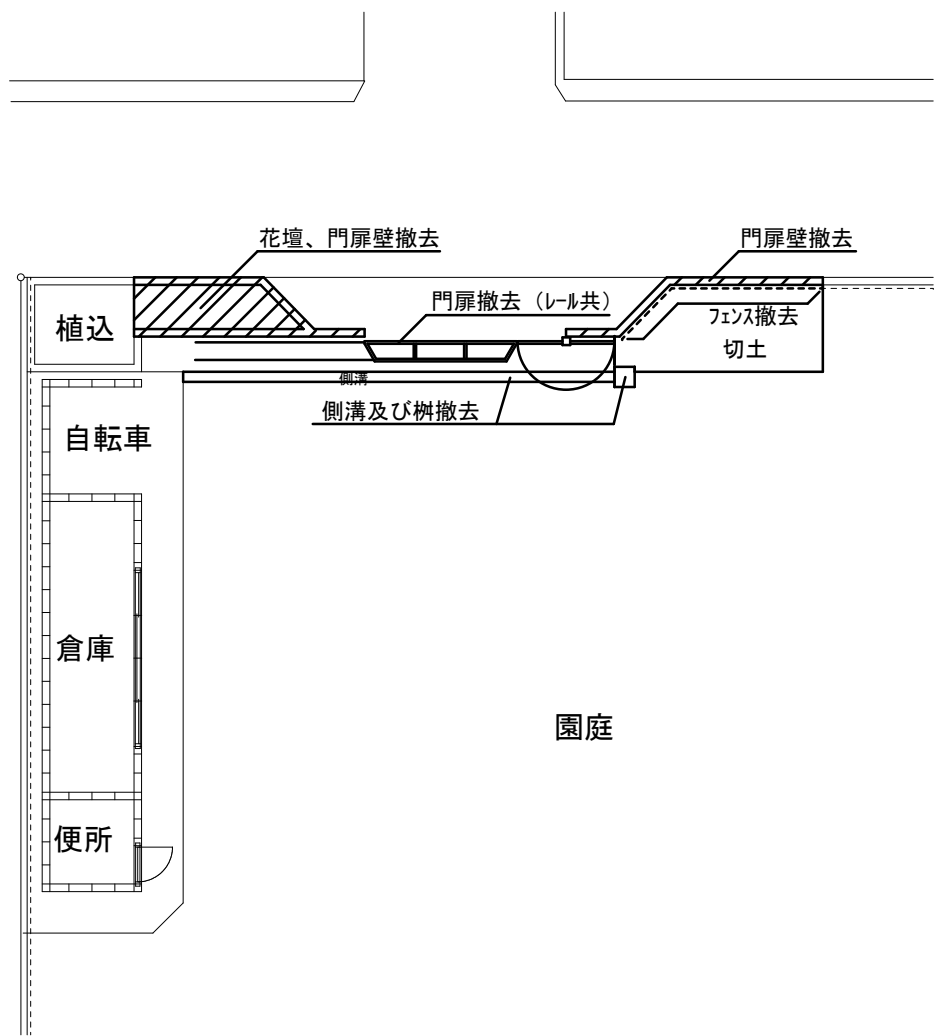 花壇、門扉壁撤去
門扉壁撤去
門扉撤去（ﾚｰﾙ共）
植込
ﾌｪﾝｽ撤去
切土
側溝
側溝及び桝撤去
自転車
倉庫
園庭
便所